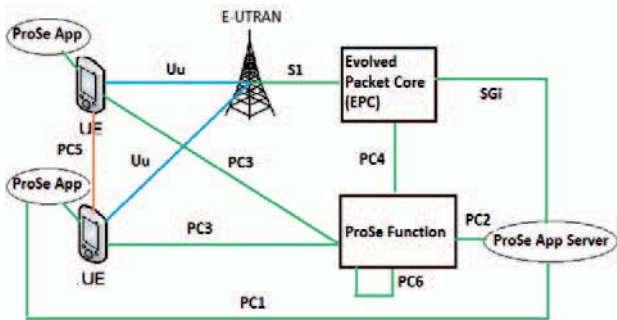 E-UTRAN
ProSe App
Uu
S1
Evolved
Packet Core
(EPC)
SGi
UE
PC5
Uu
PC3
PC4
ProSe App
ProSe Function
PC2
ProSe App Server
PC3
.UE
PC6
PC1